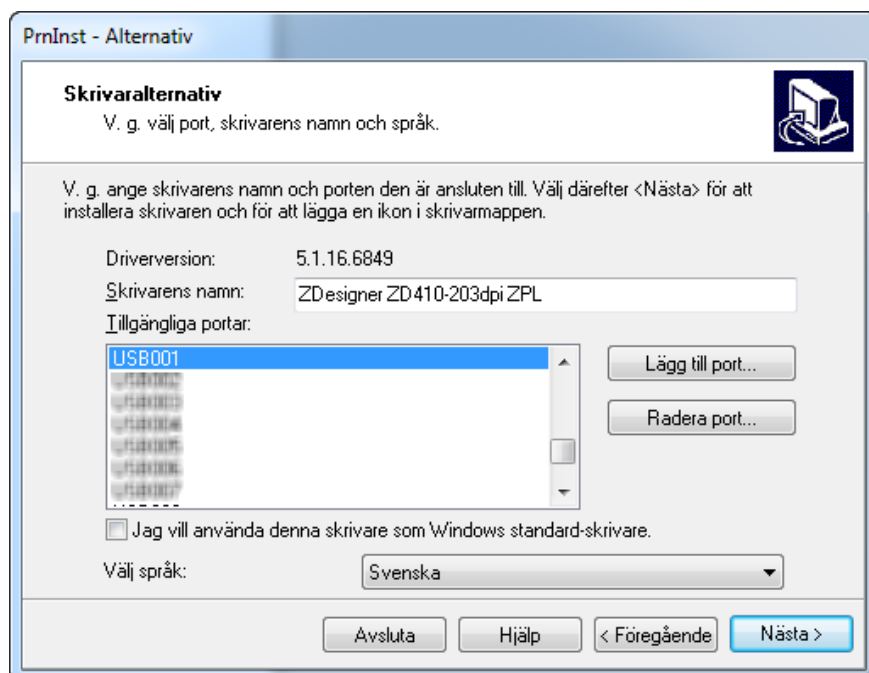 PrnInst - Alternativ
Skrivaralternativ
V. g. välj port, skrivarens namn och språk.
V. g. ange skrivarens namn och porten den är ansluten till. Välj därefter <Nästa> för att
installera skrivaren och för att lägga en ikon i skrivarmappen.
Driverversion: 5.1.16.6849
Skrivarens namn: ZDesigner ZD410-203dpi ZPL
Tillgängliga portar:
USB001
Lägg till port...
Radera port...
Jag vill använda denna skrivare som Windows standard-skrivare.
Välj språk: Svenska
Avsluta Hjälp < Föregående Nästa >